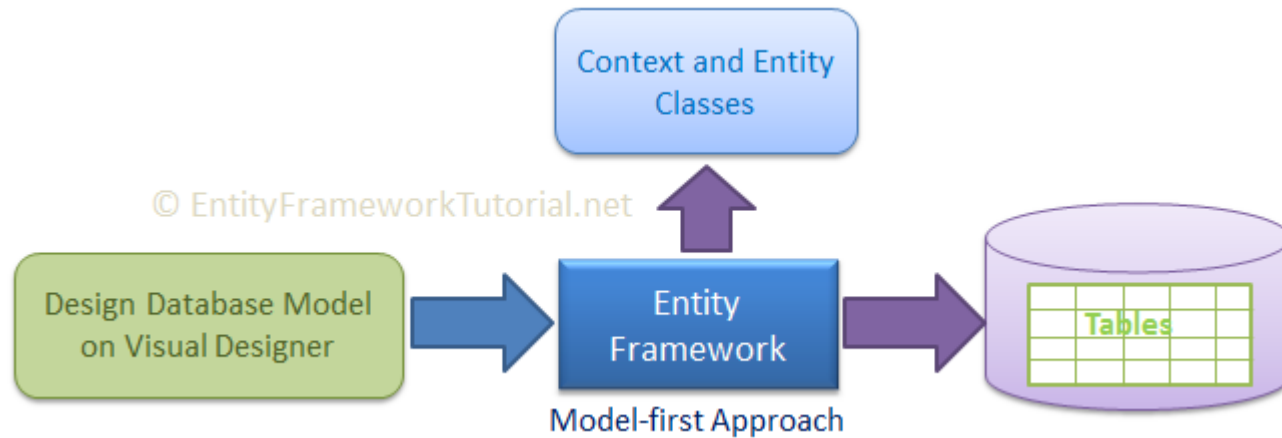 Context and Entity
Classes
© EntityFrameworkTutorial.net
Design Database Model
on Visual Designer
Entity
Framework
Tables
Model-first Approach